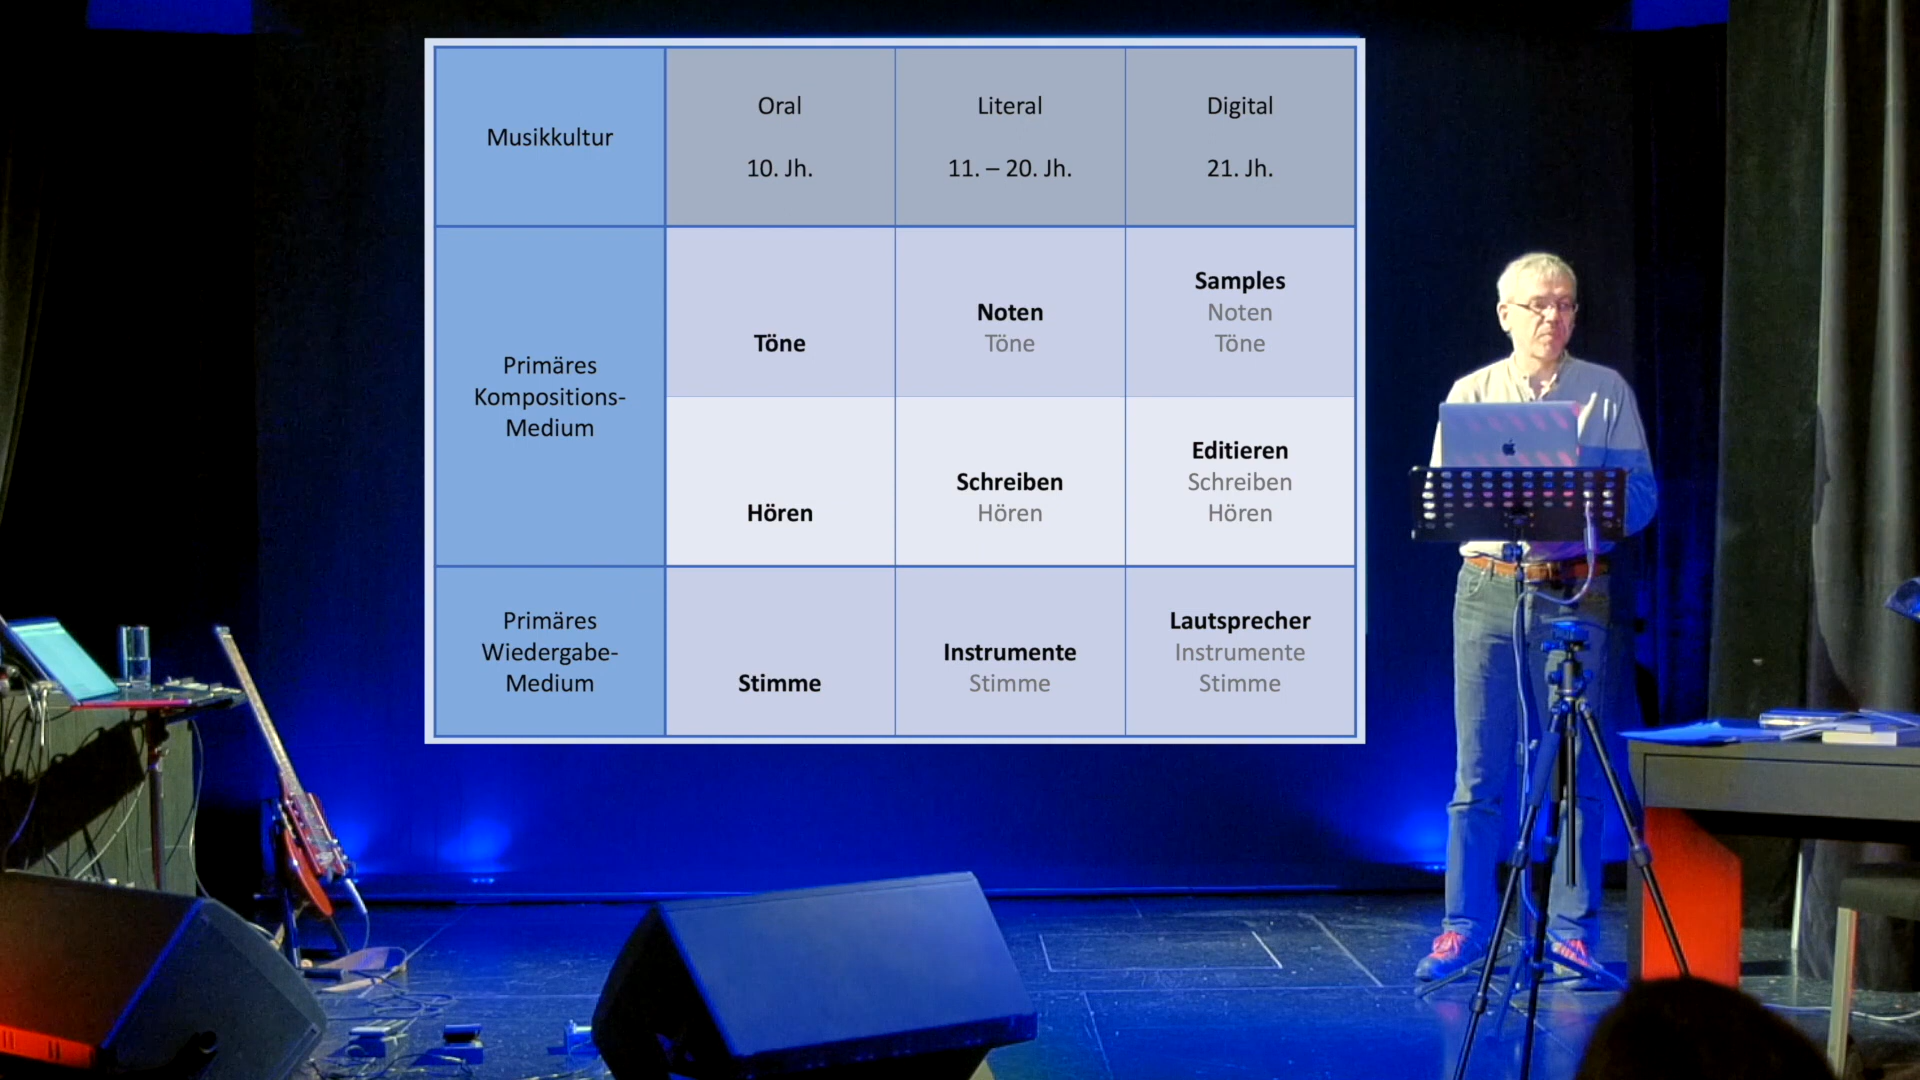 Musikkultur
Oral
10. Jh.
Literal
11. – 20. Jh.
Digital
21. Jh.
Primäres
Kompositions-
Medium
Töne
Noten
Töne
Samples
Noten
Töne
Hören
Schreiben
Hören
Editieren
Schreiben
Hören
Primäres
Wiedergabe-
Medium
Stimme
Instrumente
Stimme
Lautsprecher
Instrumente
Stimme